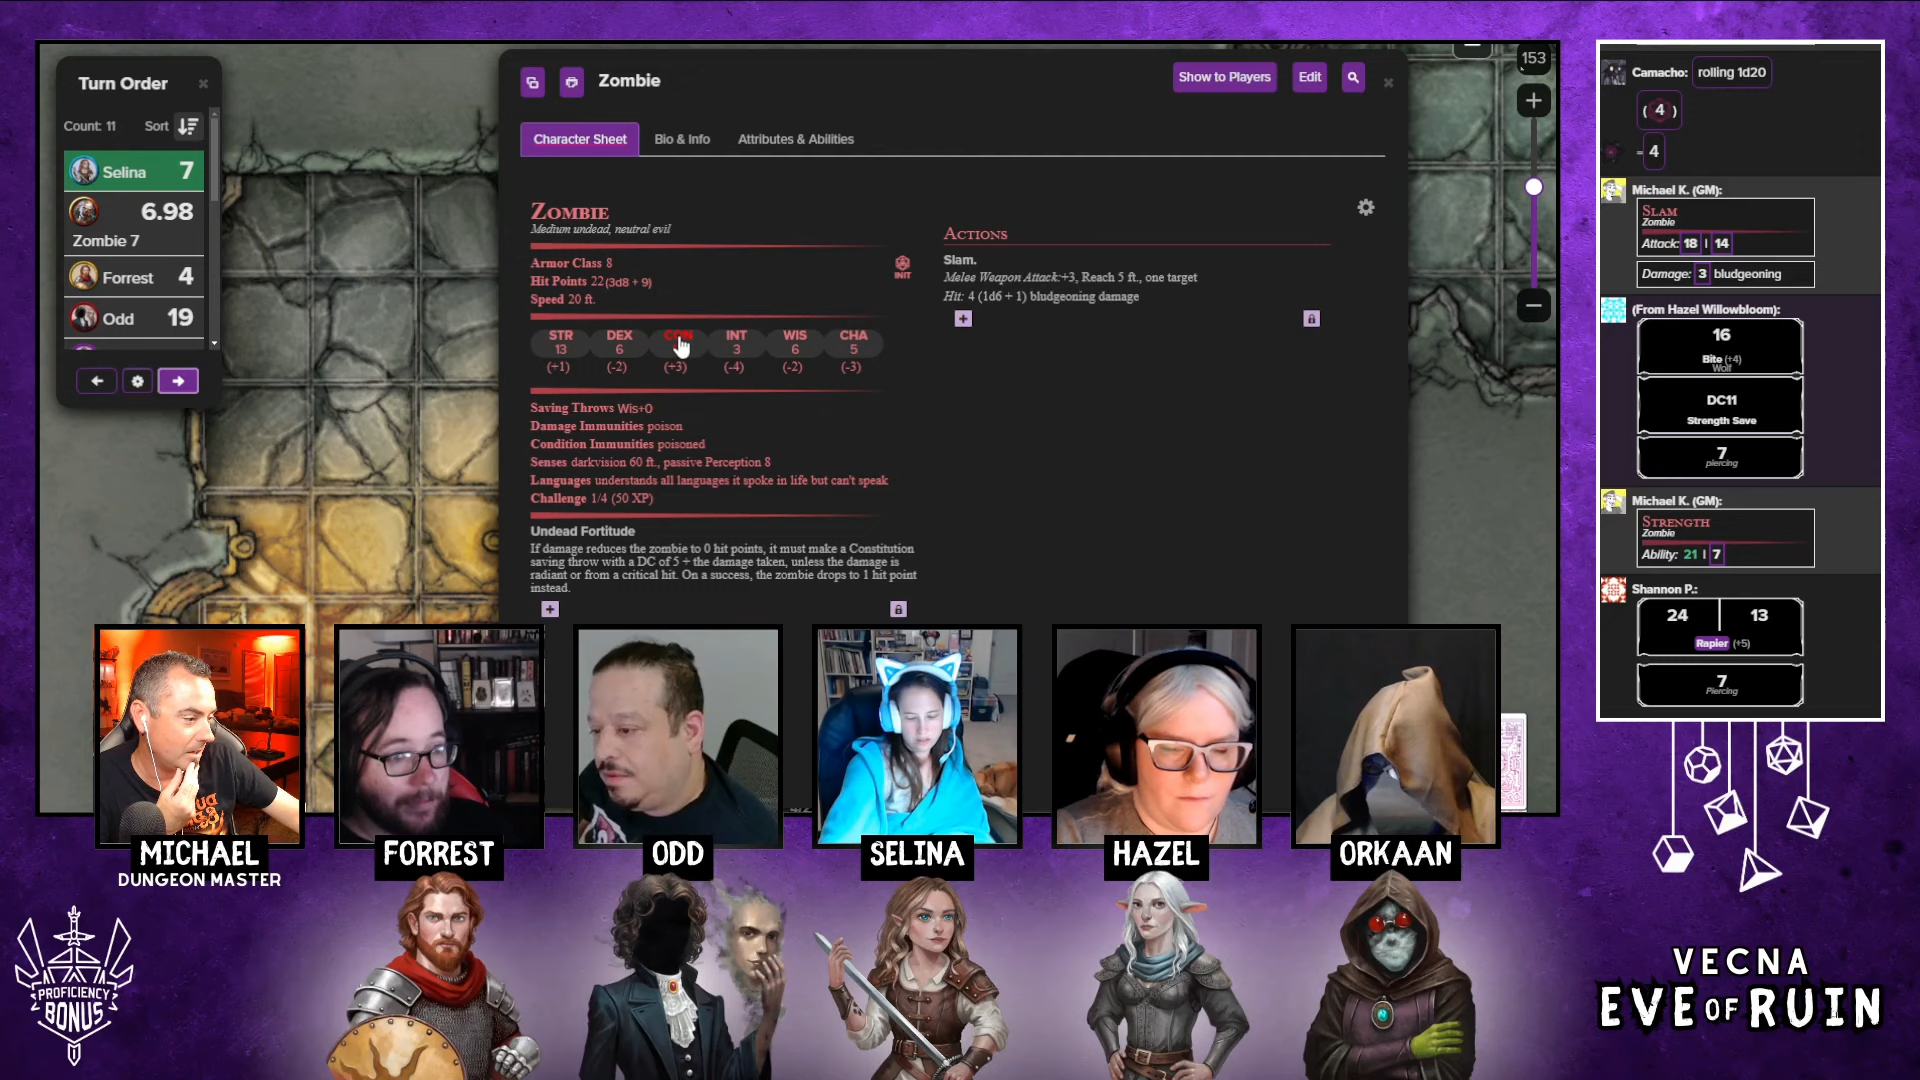 Turn Order
Count: 11 Sort
Selina 7
6.98
Zombie 7
Forrest 4
Odd 19
Zombie
Show to Players
Edit
Character Sheet
Bio & Info
Attributes & Abilities
ZOMBIE
Medium undead, neutral evil
Armor Class 8
Hit Points 22 (3d8 + 9)
Speed 20 ft.
INIT
STR DEX CON INT WIS CHA
13 6 3 6 5
(+1) (-2) (+3) (-4) (-2) (-3)
Saving Throws Wis+0
Damage Immunities poison
Condition Immunities poisoned
Senses darkvision 60 ft., passive Perception 8
Languages understands all languages it spoke in life but can't speak
Challenge 1/4 (50 XP)
Undead Fortitude
If damage reduces the zombie to 0 hit points, it must make a Constitution
saving throw with a DC of 5 + the damage taken, unless the damage is
radiant or from a critical hit. On a success, the zombie drops to 1 hit point
instead.
ACTIONS
Slam.
Melee Weapon Attack:+3, Reach 5 ft., one target
Hit: 4 (1d6 + 1) bludgeoning damage
153
Camacho: rolling 1d20
(4)
=4
Michael K. (GM):
SLAM
Zombie
Attack: 18 | 14
Damage: 3 bludgeoning
(From Hazel Willowbloom):
16
Bite (+4)
Wolf
DC11
Strength Save
7
piercing
Michael K. (GM):
STRENGTH
Zombie
Ability: 21 | 7
Shannon P.:
24 13
Rapier (+5)
7
Piercing
MICHAEL
DUNGEON MASTER
FORREST
ODD
SELINA
HAZEL
ORKAAN
PROFICIENCY
BONUS
VECNA
EVE OF RUIN